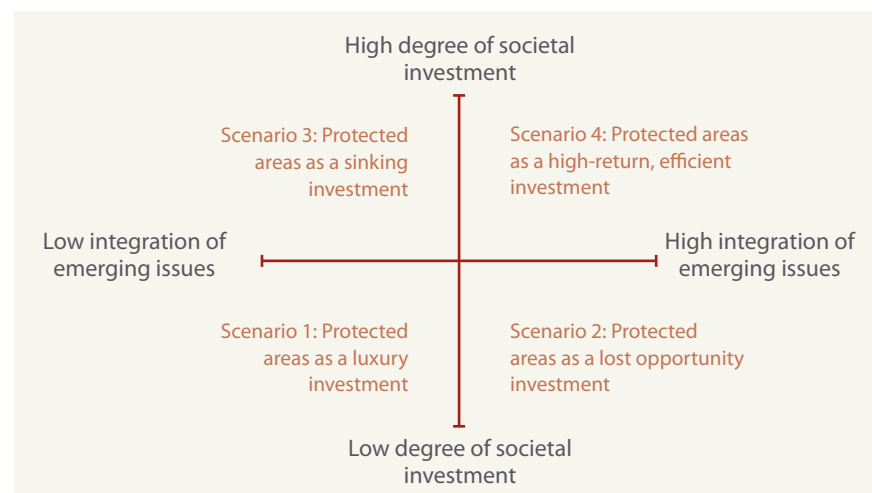 High degree of societal
investment
Scenario 3: Protected
areas as a sinking
investment
Scenario 4: Protected areas
as a high-return, efficient
investment
Low integration of
emerging issues
High integration of
emerging issues
Scenario 1: Protected
areas as a luxury
investment
Scenario 2: Protected
areas as a lost opportunity
investment
Low degree of societal
investment